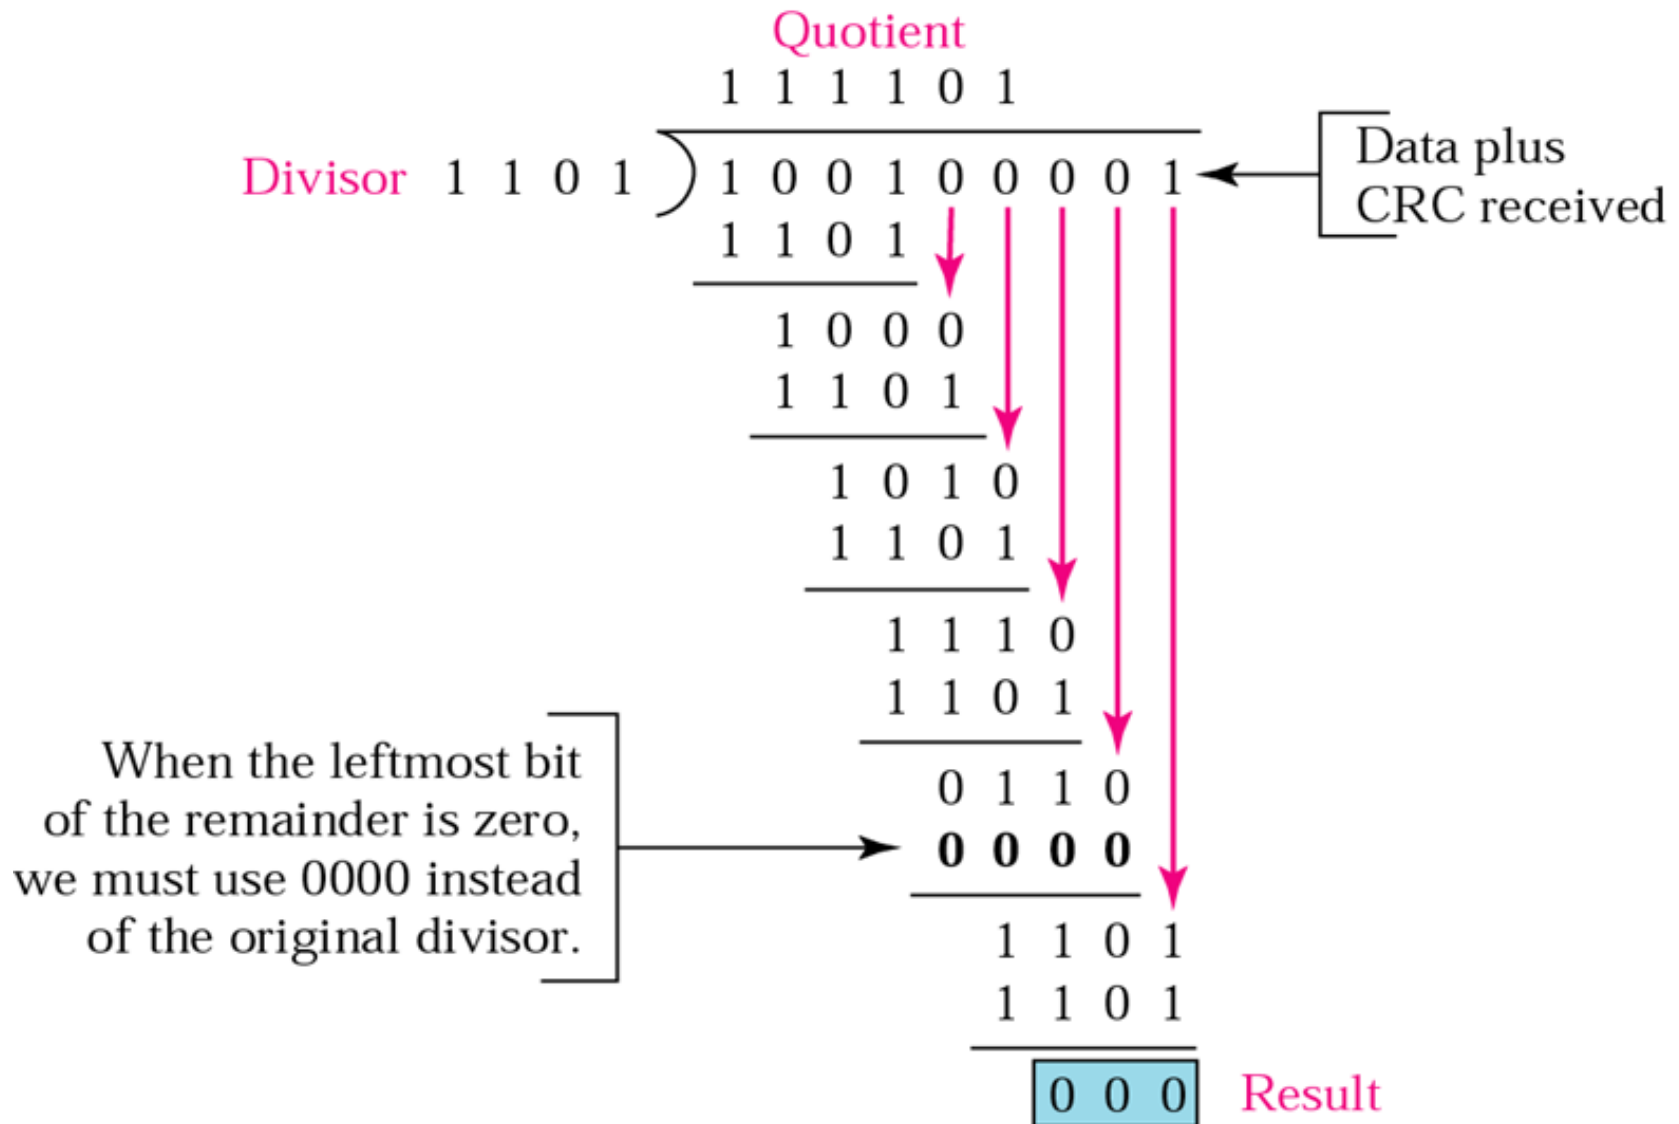 Quotient
1 1 1 1 0 1
Divisor 1 1 0 1 1 0 0 1 0 0 0 0 1
Data plus
CRC received
1 1 0 1
1 0 0 0
1 1 0 1
1 0 1 0
1 1 0 1
1 1 1 0
1 1 0 1
When the leftmost bit
of the remainder is zero,
we must use 0000 instead
of the original divisor.
0 1 1 0
0 0 0 0
1 1 0 1
1 1 0 1
0 0 0 Result